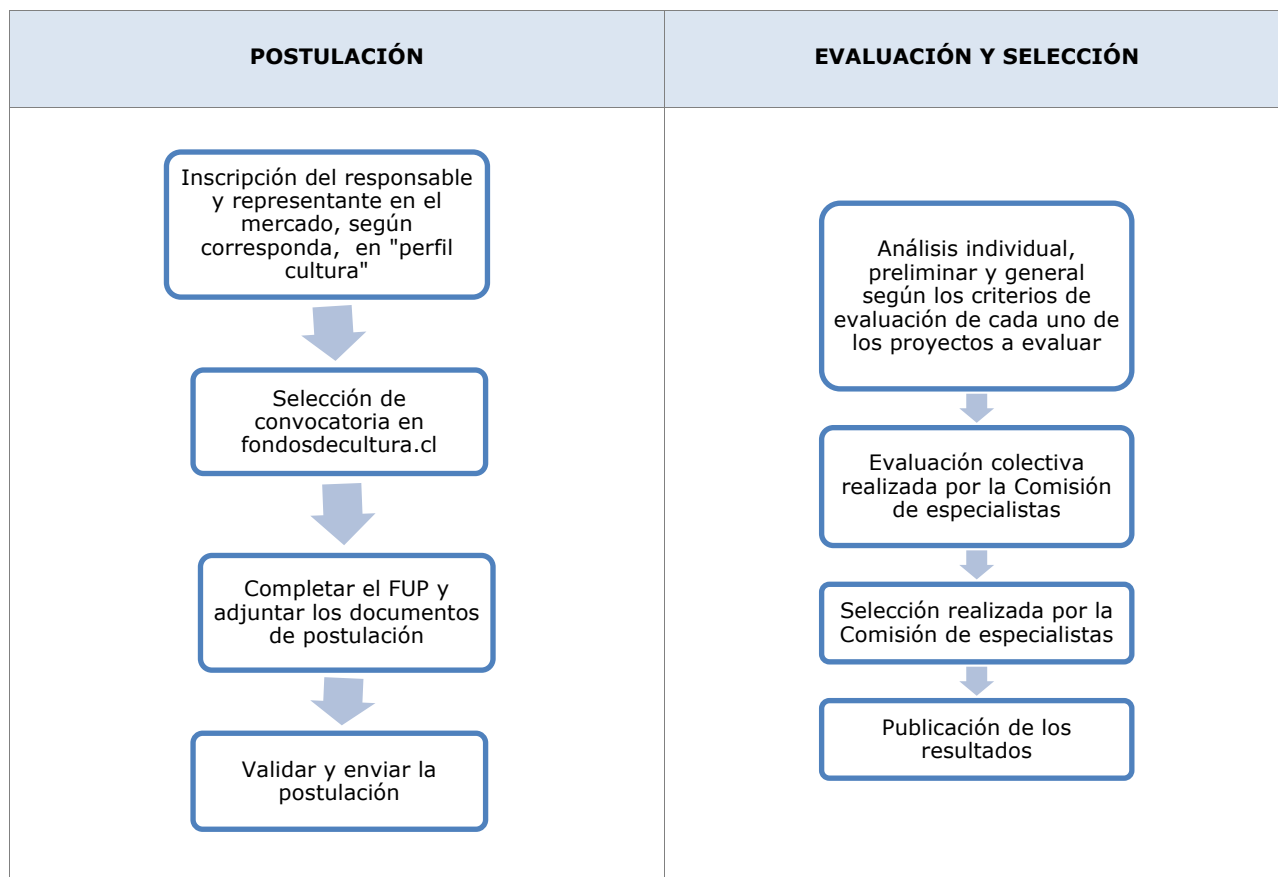 POSTULACIÓN
Inscripción del responsable
y representante en el
mercado, según
corresponda,  en "perfil
cultura"
Selección de
convocatoria en
fondosdecultura.cl
Completar el FUP y
adjuntar los documentos
de postulación
Validar y enviar la
postulación
EVALUACIÓN Y SELECCIÓN
Análisis individual,
preliminar y general
según los criterios de
evaluación de cada uno de
los proyectos a evaluar
Evaluación colectiva
realizada por la Comisión
de especialistas
Selección realizada por la
Comisión de especialistas
Publicación de los
resultados